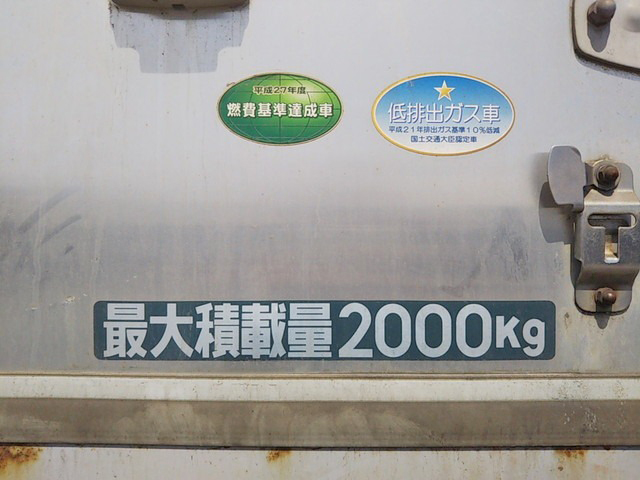 平成27年度
燃費基準達成車
低排出ガス車
平成21年排出ガス基準10%低減
国土交通大臣認定車
最大積載量2000Kg